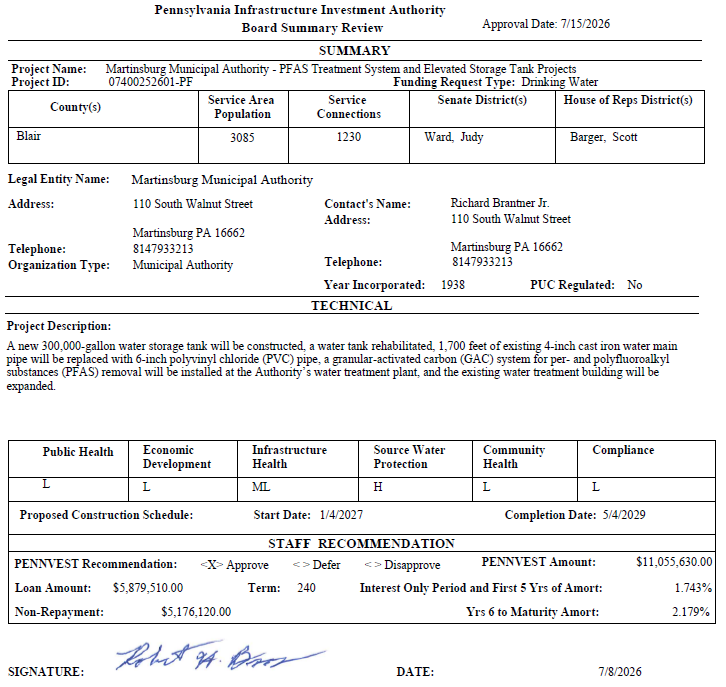 Pennsylvania Infrastructure Investment Authority
Board Summary Review
Approval Date: 7/15/2026
SUMMARY
Project Name: Martinsburg Municipal Authority - PFAS Treatment System and Elevated Storage Tank Projects
Project ID: 07400252601-PF Funding Request Type: Drinking Water
County(s) Service Area Population Service Connections Senate District(s) House of Reps District(s)
Blair 3085 1230 Ward, Judy Barger, Scott
Legal Entity Name: Martinsburg Municipal Authority
Address: 110 South Walnut Street Contact's Name: Richard Brantner Jr.
Address: 110 South Walnut Street
Martinsburg PA 16662 Martinsburg PA 16662
Telephone: 8147933213
Organization Type: Municipal Authority Telephone: 8147933213
Year Incorporated: 1938 PUC Regulated: No
TECHNICAL
Project Description:
A new 300,000-gallon water storage tank will be constructed, a water tank rehabilitated, 1,700 feet of existing 4-inch cast iron water main
pipe will be replaced with 6-inch polyvinyl chloride (PVC) pipe, a granular-activated carbon (GAC) system for per- and polyfluoroalkyl
substances (PFAS) removal will be installed at the Authority's water treatment plant, and the existing water treatment building will be
expanded.
Public Health Economic Development Infrastructure Health Source Water Protection Community Health Compliance
L L ML H L L
Proposed Construction Schedule: Start Date: 1/4/2027 Completion Date: 5/4/2029
STAFF RECOMMENDATION
PENNVEST Recommendation: <X> Approve < > Defer < > Disapprove PENNVEST Amount: $11,055,630.00
Loan Amount: $5,879,510.00 Term: 240 Interest Only Period and First 5 Yrs of Amort: 1.743%
Non-Repayment: $5,176,120.00 Yrs 6 to Maturity Amort: 2.179%
SIGNATURE: DATE: 7/8/2026